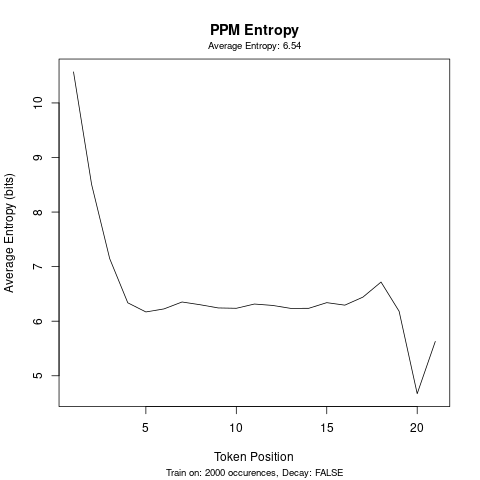 PPM Entropy
Average Entropy: 6.54
Average Entropy (bits)
10
9
8
7
6
5
5
10
15
20
Token Position
Train on: 2000 occurences, Decay: FALSE